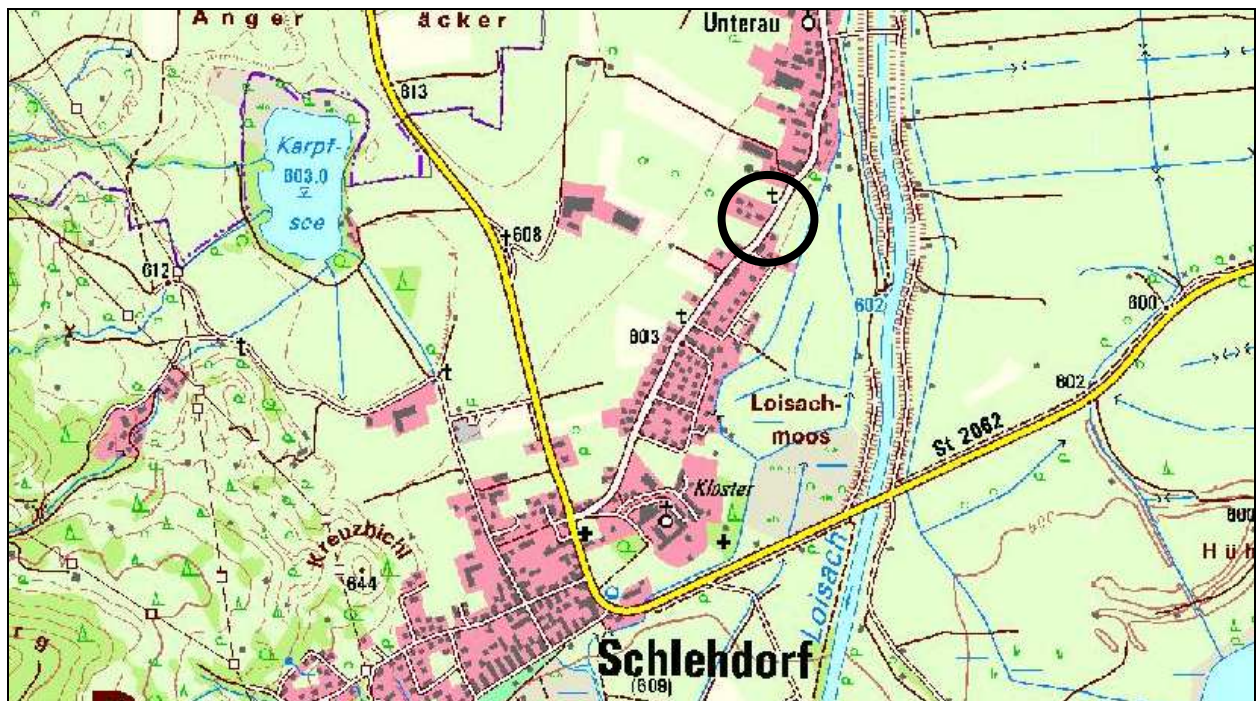 Anger äcker
Unterau
613
Karpf-
603.0
see
608
612
602
600
603
602
Loisach-
moos
St 2062
Kloster
600
Kreuzbichl
644
Loisach
Schlehdorf
(609)